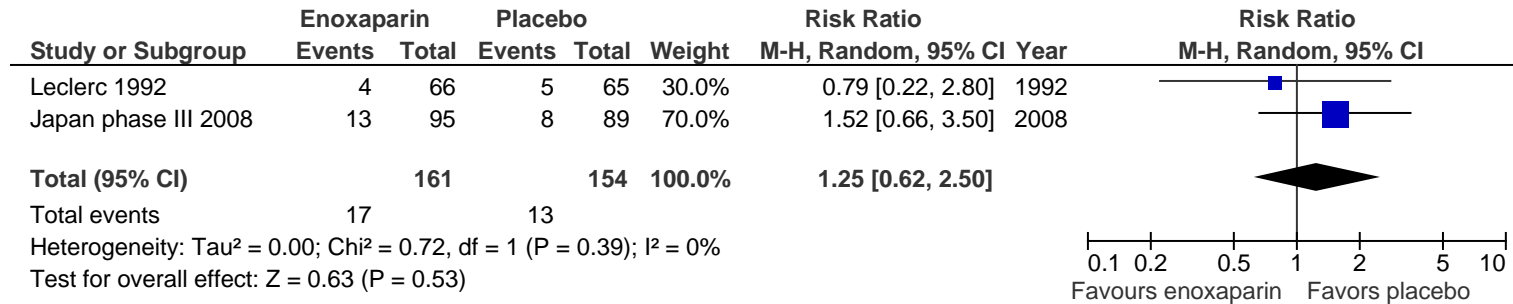 Enoxaparin Placebo Risk Ratio Risk Ratio
Study or Subgroup Events Total Events Total Weight M-H, Random, 95% CI Year M-H, Random, 95% CI
Leclerc 1992 4 66 5 65 30.0% 0.79 [0.22, 2.80] 1992
Japan phase III 2008 13 95 8 89 70.0% 1.52 [0.66, 3.50] 2008
Total (95% CI) 161 154 100.0% 1.25 [0.62, 2.50]
Total events 17 13
Heterogeneity: Tau² = 0.00; Chi² = 0.72, df = 1 (P = 0.39); I² = 0%
Test for overall effect: Z = 0.63 (P = 0.53)
0.1 0.2 0.5 1 2 5 10
Favours enoxaparin Favors placebo